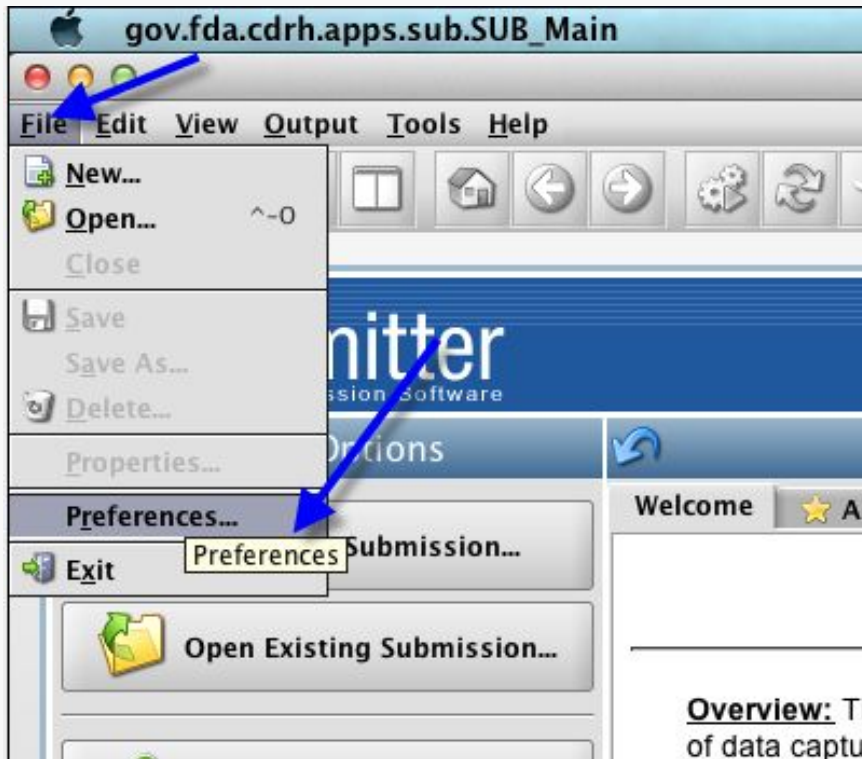 gov.fda.cdrh.apps.sub.SUB_Main
File Edit View Output Tools Help
New...
Open... ^-O
Close
Save
Save As...
Delete...
Properties...
Preferences...
Preferences
Exit
mitter
ssion Software
Options
Submission...
Open Existing Submission...
Welcome
A
Overview: T
of data captu